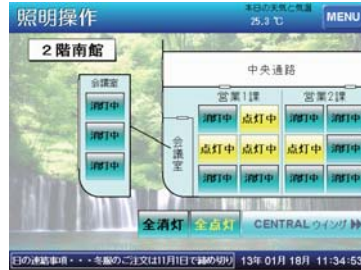 照明操作
本日の天気と気温
25.3 ℃
MENU
2階南館
中央通路
会議室
営業1課 営業2課
消灯中
消灯中
消灯中
会議室
消灯中 点灯中 消灯中 消灯中
点灯中 点灯中 点灯中 消灯中
消灯中 消灯中 消灯中 消灯中
全消灯 全点灯 CENTRALウィング
日の連絡事項・・・冬服のご注文は11月1日で締め切り 13年 01月 18月 11:34:53